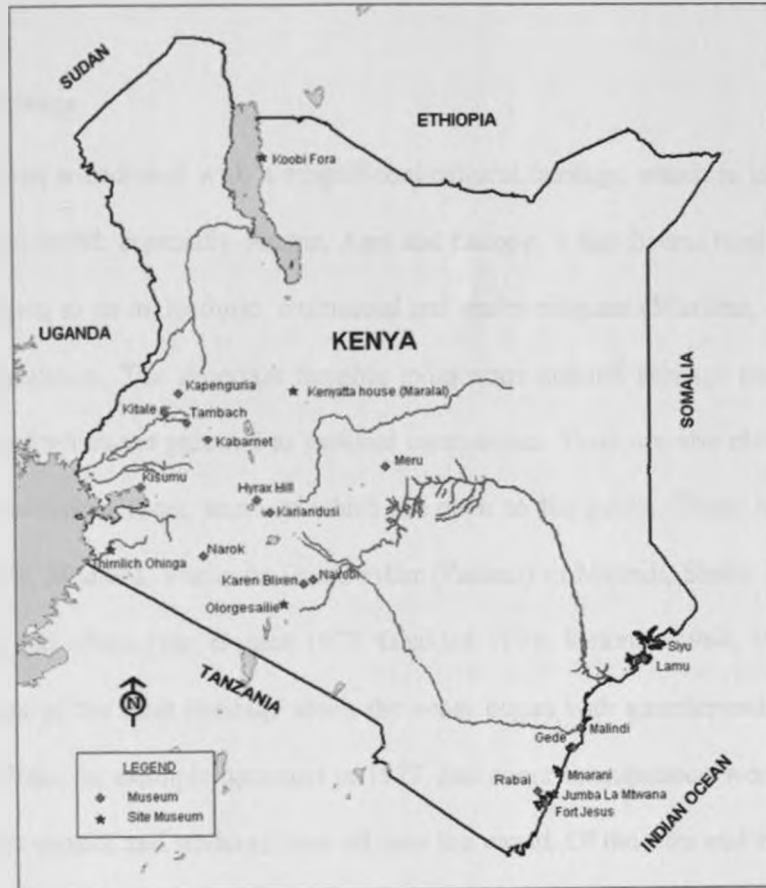 SUDAN
ETHIOPIA
Koobi Fora
UGANDA
KENYA
SOMALIA
Kapenguria
Kenyatta house (Maralal)
Kitale
Tambach
Kabarnet
Meru
Kisumu
Hyrax Hill
Kariandusi
Thimlich Ohinga
Narok
Karen Blixen
Nairobi
Olorgesailie
Siyu
Lamu
TANZANIA
N
Malindi
Gede
Mnarani
Rabai
Jumba La Mtwana
Fort Jesus
INDIAN OCEAN
LEGEND
Museum
Site Museum